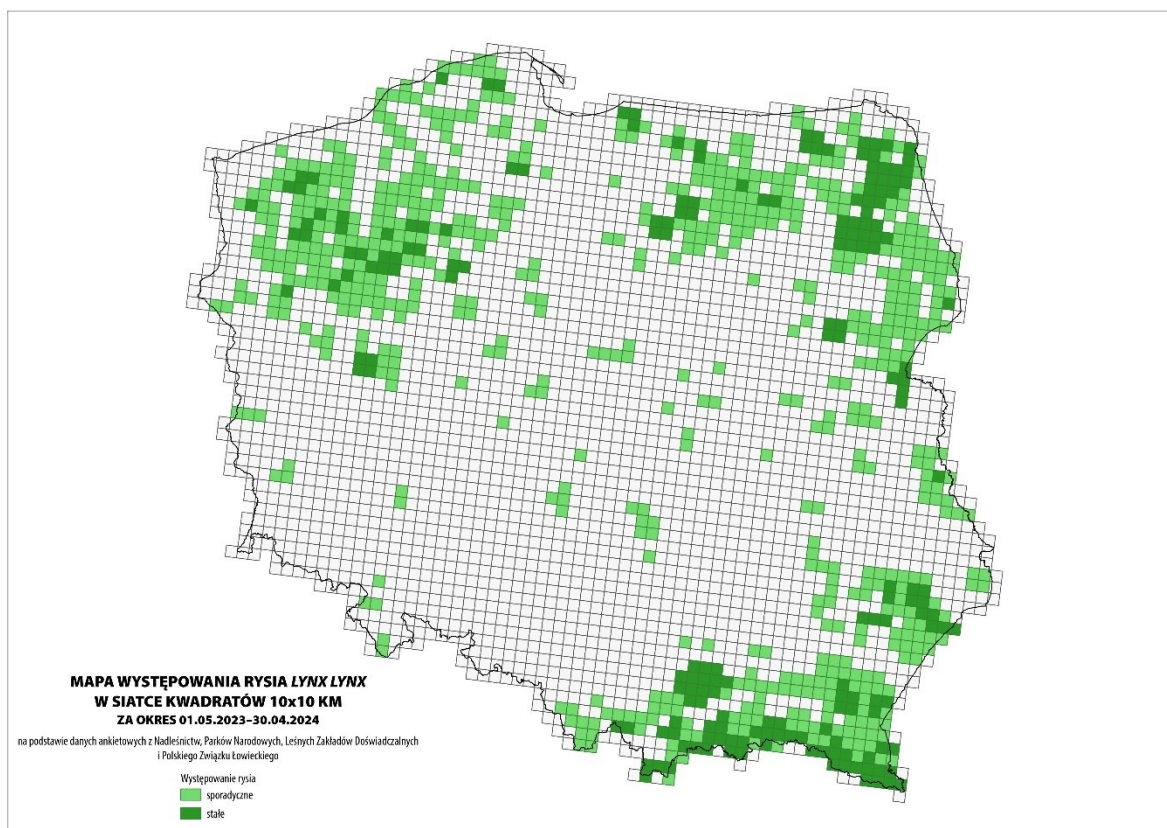 MAPA WYSTĘPOWANIA RYSIA LYNX LYNX
W SIATCE KWADRATÓW 10x10 KM
ZA OKRES 01.05.2023–30.04.2024
na podstawie danych ankietowych z Nadleśnictw, Parków Narodowych, Leśnych Zakładów Doświadczalnych
i Polskiego Związku Łowieckiego
Występowanie rysia
sporadyczne
stałe